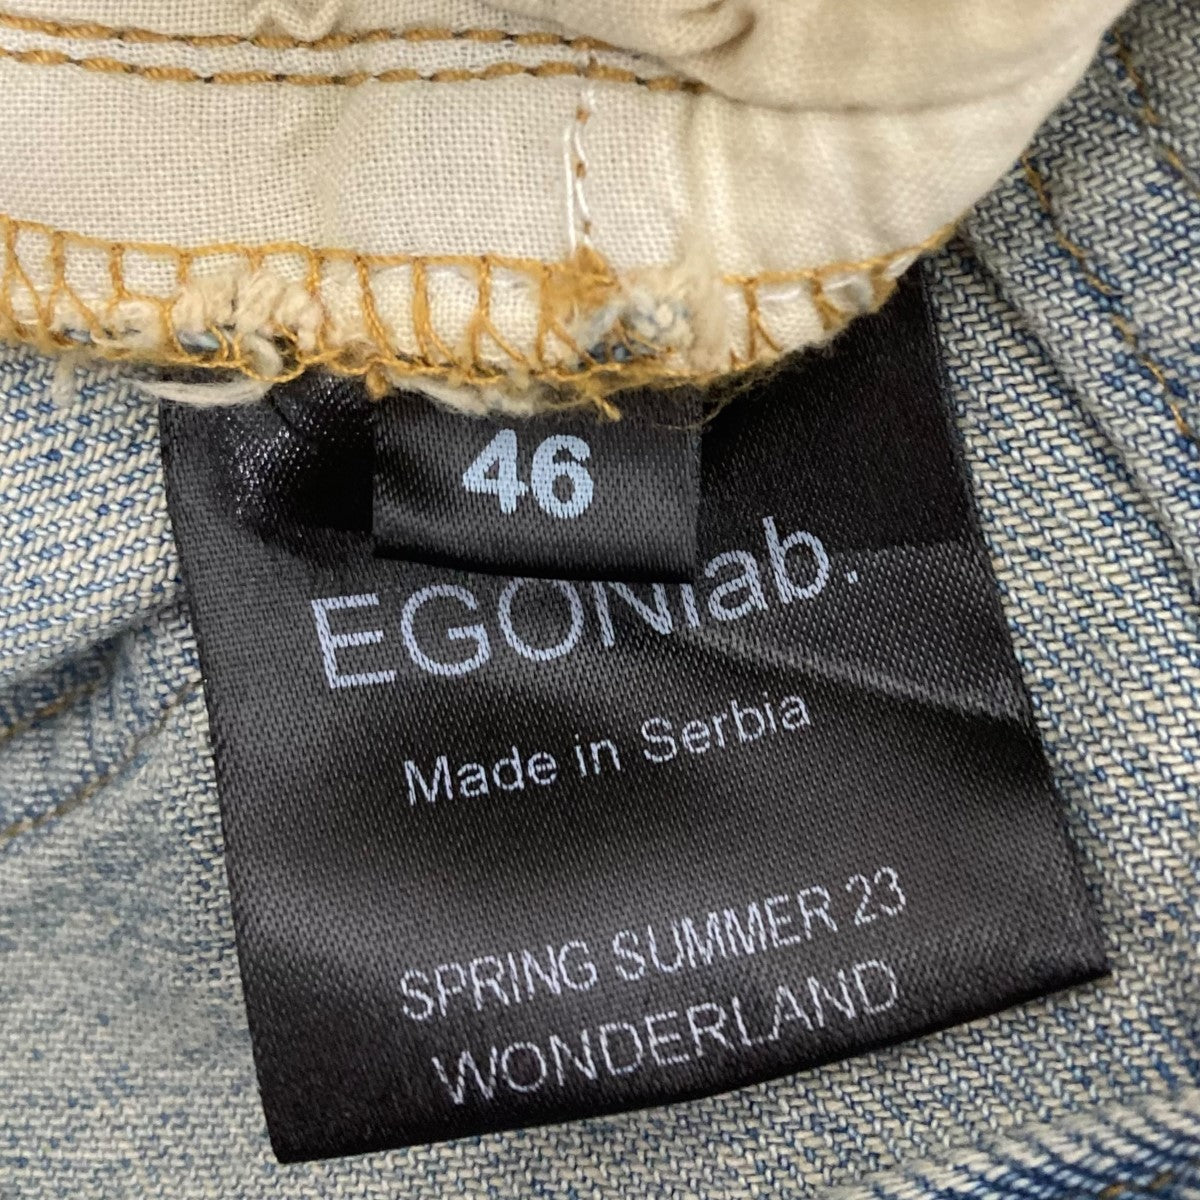 46
EGONlab.
Made in Serbia
SPRING SUMMER 23
WONDERLAND